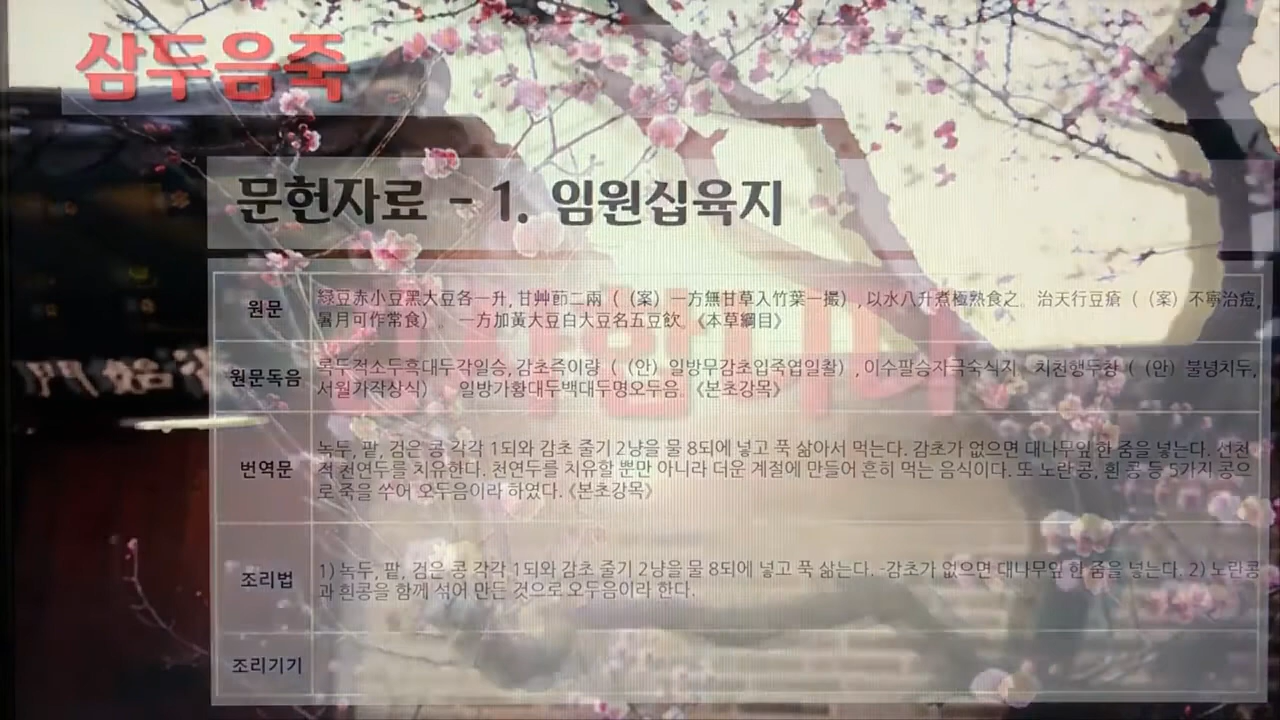 삼두음죽
문헌자료 - 1. 임원십육지
원문
綠豆赤小豆黑大豆各一升, 甘艸莭二兩 ( (案) 一方無甘草入竹葉一撮) , 以水八升煮極熟食之. 治天行豆瘡 ( (案) 不寧治痘,
暑月可作常食) . 一方加黃大豆白大豆名五豆飮. 《本草綱目》
원문독음
록두적소두흑대두각일승, 감초즉이량 ( (안) 일방무감초입죽엽일촬) , 이수팔승자극숙식지. 치천행두창 ( (안) 불녕치두,
서월가작상식) . 일방가황대두백대두명오두음. 《본초강목》
번역문
녹두, 팥, 검은 콩 각각 1되와 감초 줄기 2냥을 물 8되에 넣고 푹 삶아서 먹는다. 감초가 없으면 대나무잎 한 줌을 넣는다. 선천
적 천연두를 치유한다. 천연두를 치유할 뿐만 아니라 더운 계절에 만들어 흔히 먹는 음식이다. 또 노란 콩, 흰 콩 등 5가지 콩으
로 죽을 쑤어 오두음이라 하였다. 《본초강목》
조리법
1) 녹두, 팥, 검은 콩 각각 1되와 감초 줄기 2냥을 물 8되에 넣고 푹 삶는다. -감초가 없으면 대나무잎 한 줌을 넣는다. 2) 노란콩
과 흰콩을 함께 섞어 만든 것으로 오두음이라 한다.
조리기기